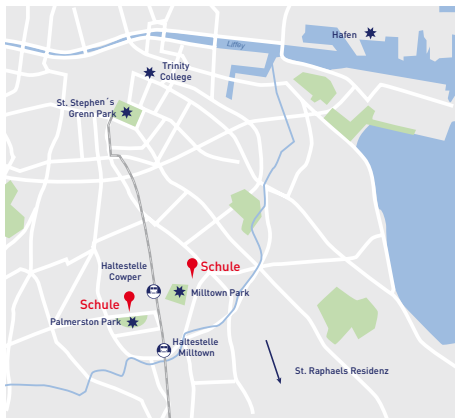 Hafen
Liffey
Trinity
College
St. Stephen´s
Grenn Park
Haltestelle
Cowper
Schule
Milltown Park
Schule
Palmerston Park
Haltestelle
Milltown
St. Raphaels Residenz